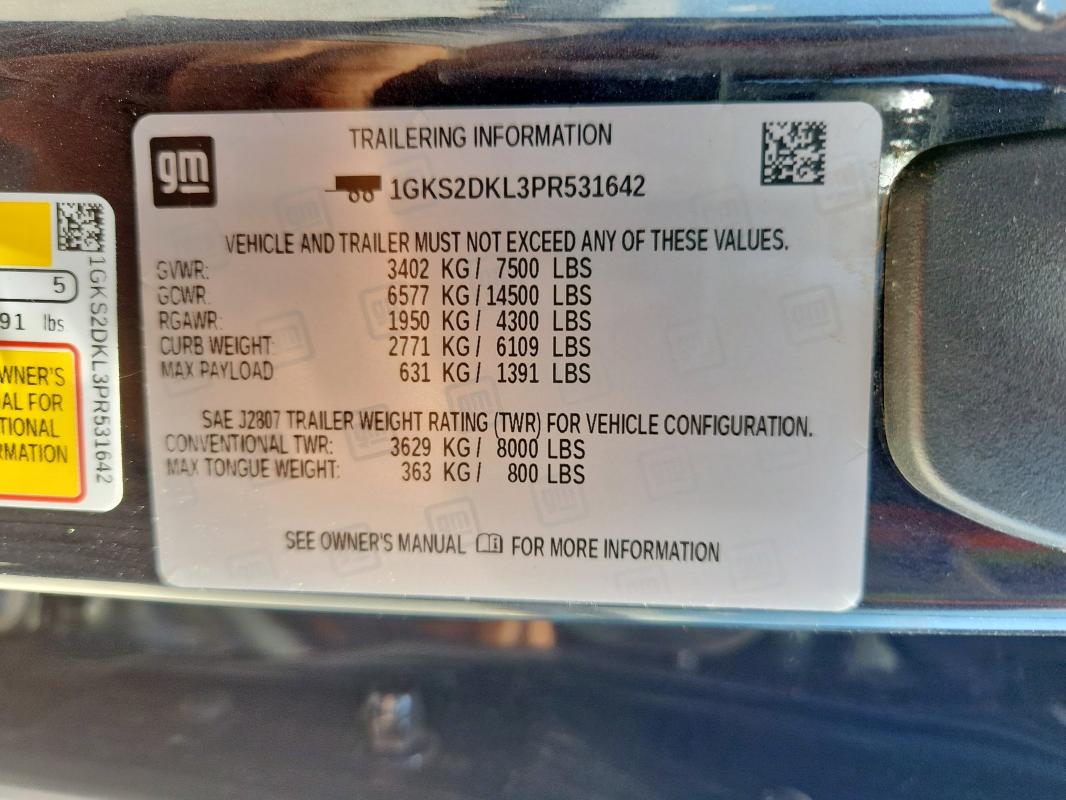 gm
TRAILERING INFORMATION
1GKS2DKL3PR531642
VEHICLE AND TRAILER MUST NOT EXCEED ANY OF THESE VALUES.
GVWR: 3402 KG / 7500 LBS
GCWR: 6577 KG / 14500 LBS
RGAWR: 1950 KG / 4300 LBS
CURB WEIGHT: 2771 KG / 6109 LBS
MAX PAYLOAD 631 KG / 1391 LBS
SAE J2807 TRAILER WEIGHT RATING (TWR) FOR VEHICLE CONFIGURATION.
CONVENTIONAL TWR: 3629 KG / 8000 LBS
MAX TONGUE WEIGHT: 363 KG / 800 LBS
SEE OWNER'S MANUAL FOR MORE INFORMATION
5
91 lbs
WNER'S
AL FOR
TIONAL
RMATION
1GKS2DKL3PR531642